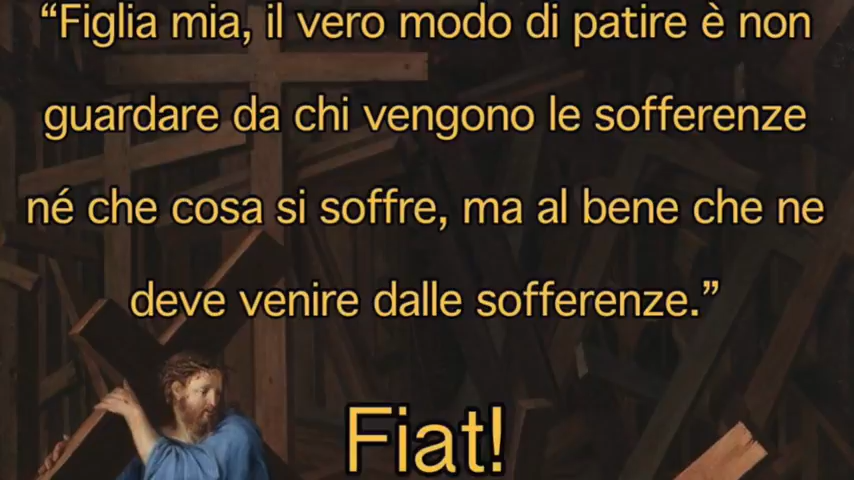 “Figlia mia, il vero modo di patire è non
guardare da chi vengono le sofferenze
né che cosa si soffre, ma al bene che ne
deve venire dalle sofferenze.”
Fiat!